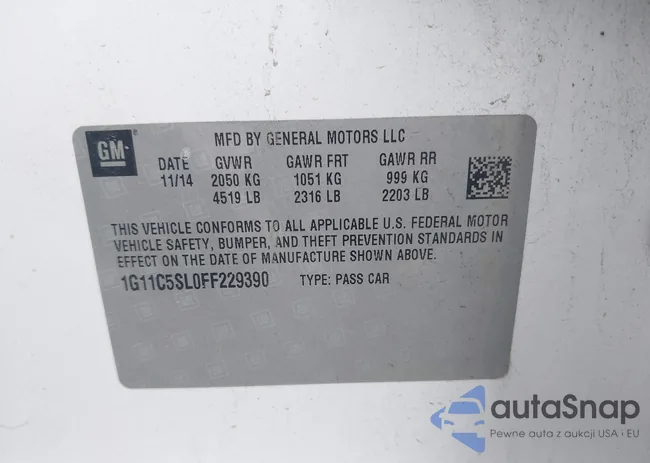 GM
MFD BY GENERAL MOTORS LLC
DATE GVWR GAWR FRT GAWR RR
11/14 2050 KG 1051 KG 999 KG
4519 LB 2316 LB 2203 LB
THIS VEHICLE CONFORMS TO ALL APPLICABLE U.S. FEDERAL MOTOR
VEHICLE SAFETY, BUMPER, AND THEFT PREVENTION STANDARDS IN
EFFECT ON THE DATE OF MANUFACTURE SHOWN ABOVE.
1G11C5SL0FF229390 TYPE: PASS CAR
autaSnap
Pewne auta z aukcji USA i EU